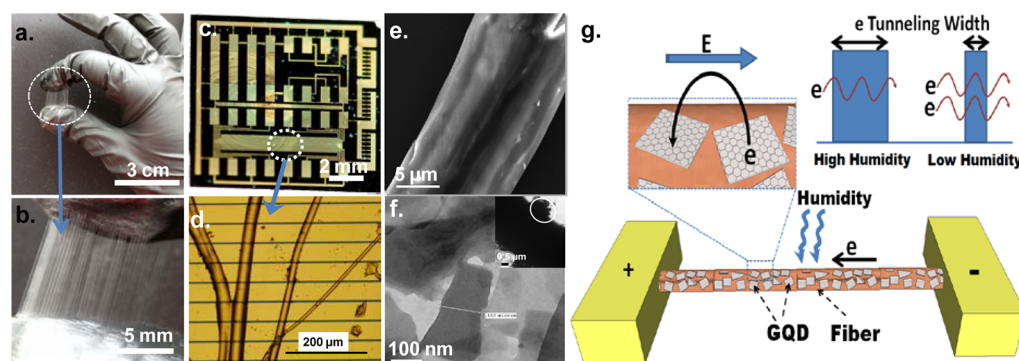 a.
3 cm
b.
5 mm
c.
2 mm
d.
200 µm
e.
5 µm
f.
0.5 µm
100 nm
g.
E
e
e Tunneling Width
e
e
e
High Humidity
Low Humidity
Humidity
e
+
-
GQD
Fiber